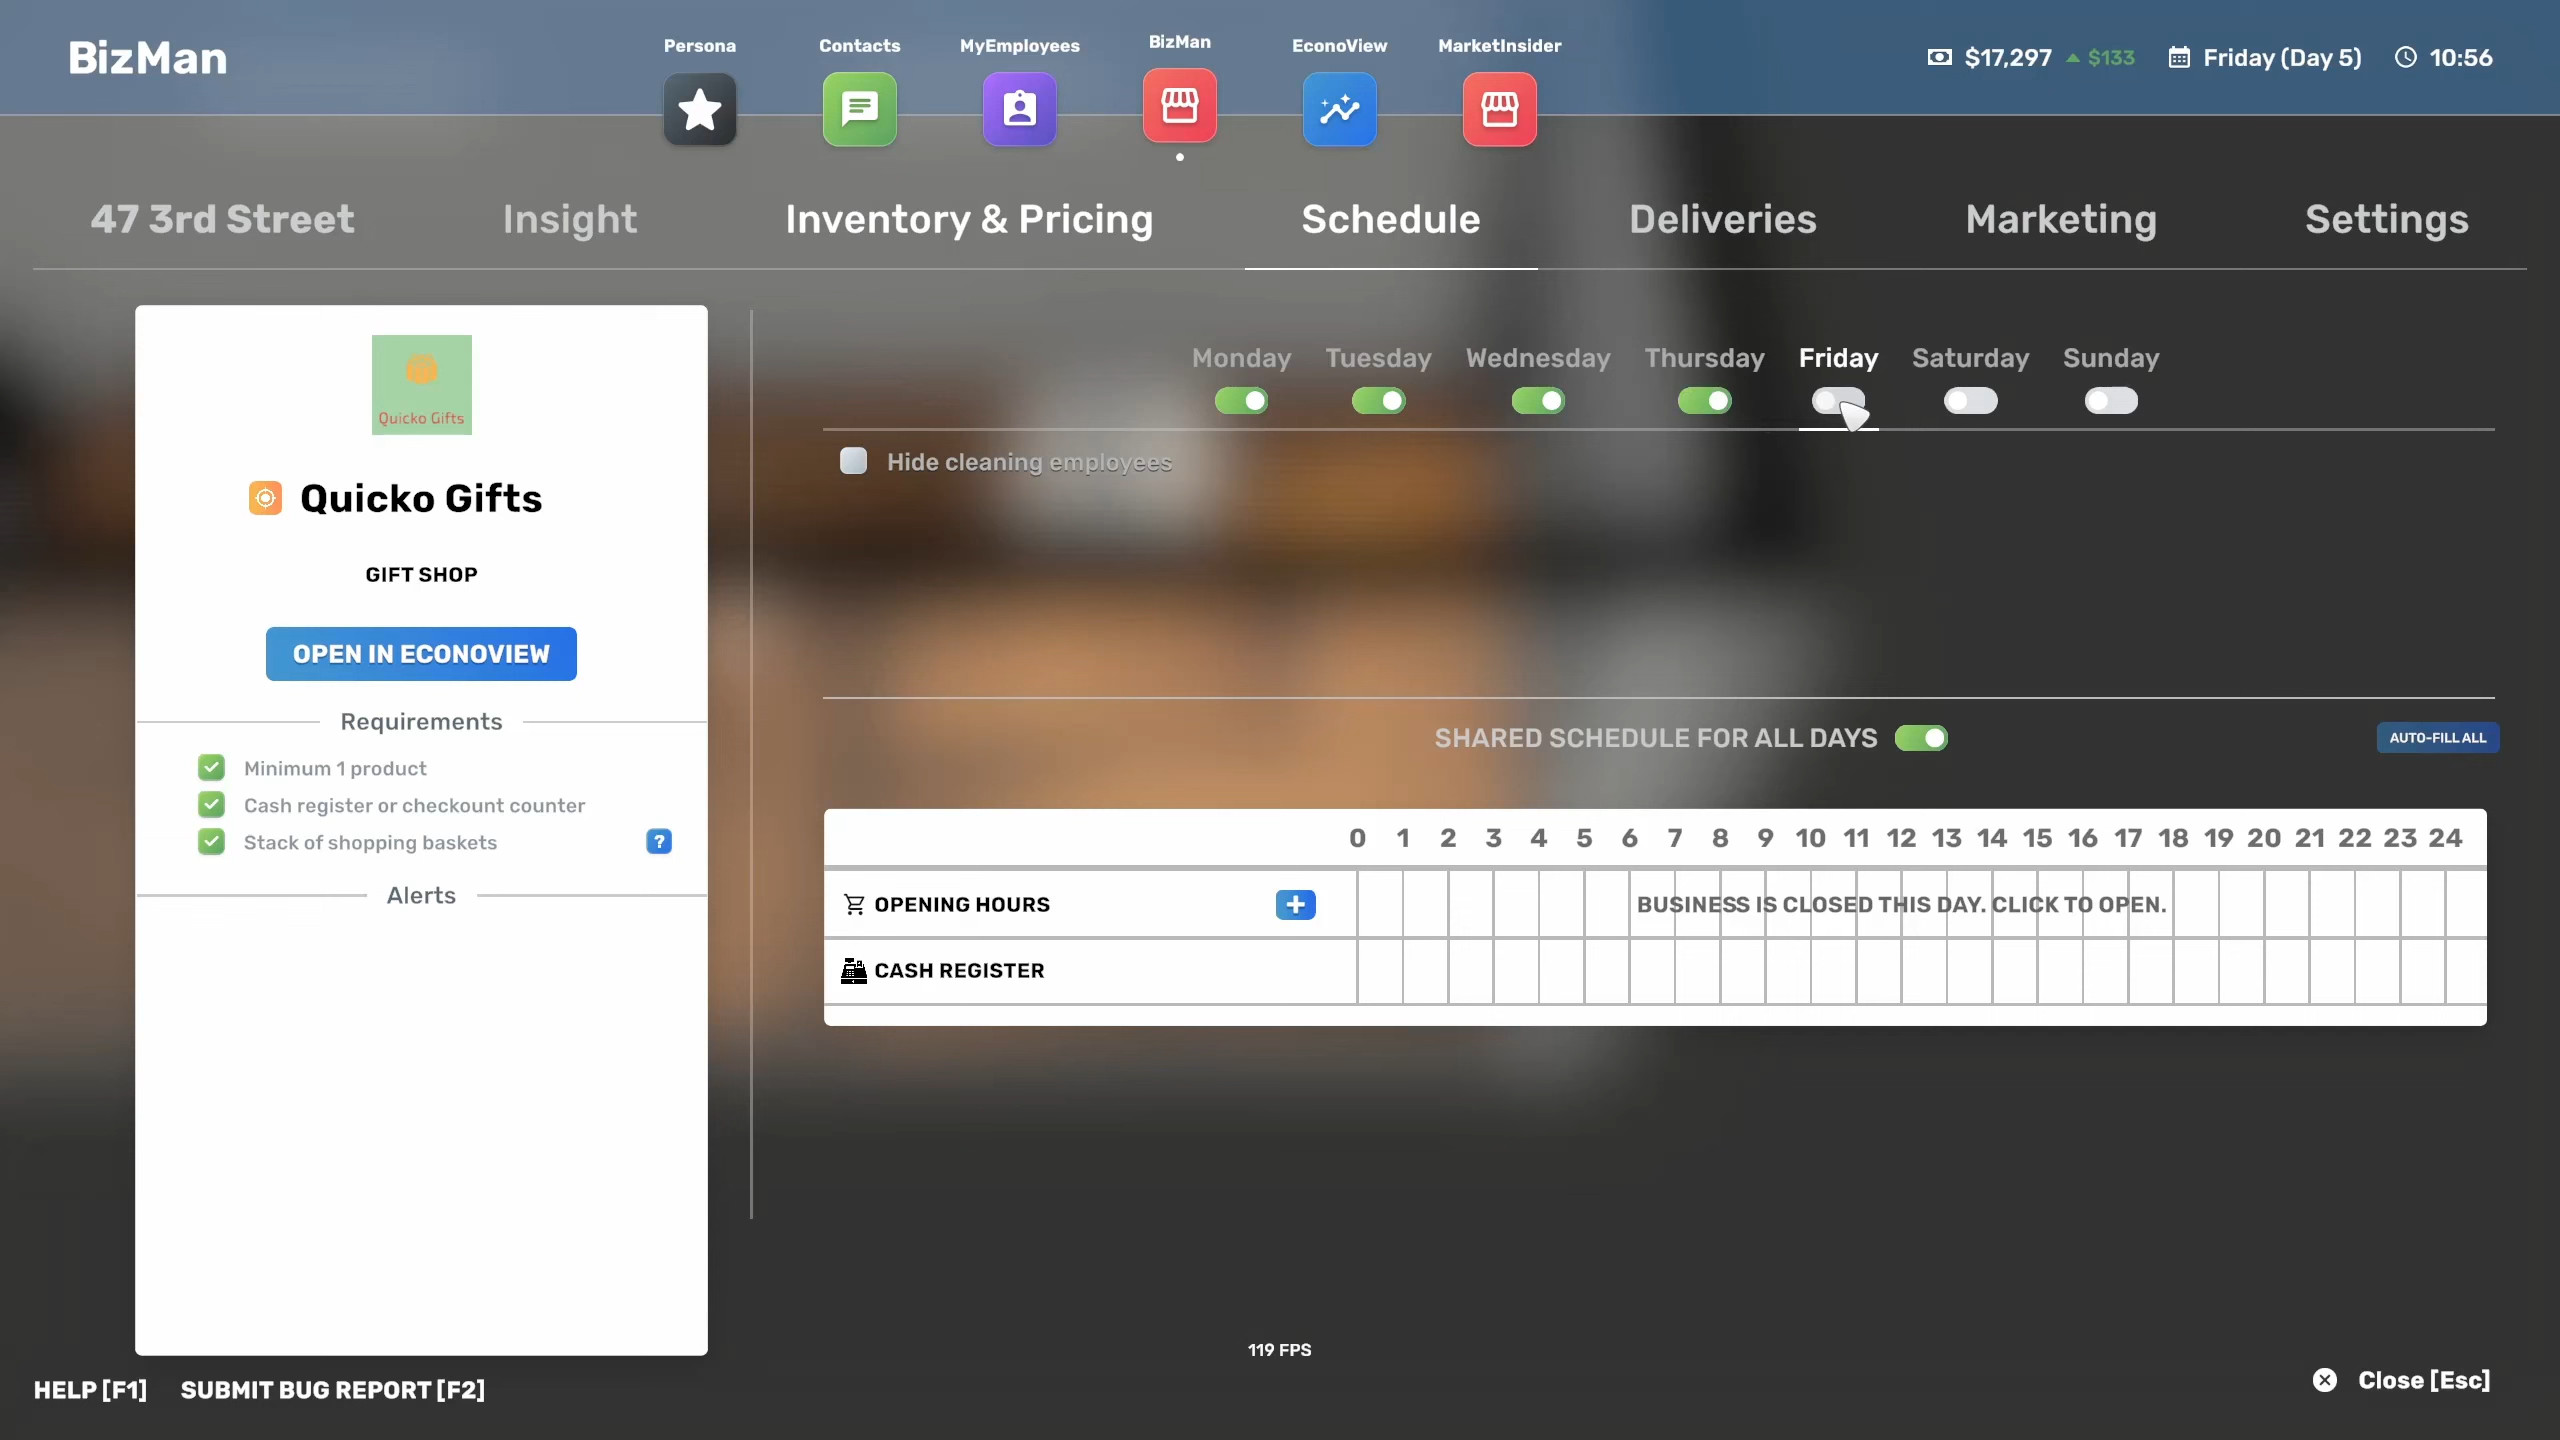 BizMan
Persona
Contacts
MyEmployees
BizMan
EconoView
MarketInsider
$17,297 $133 Friday (Day 5) 10:56
47 3rd Street
Insight
Inventory & Pricing
Schedule
Deliveries
Marketing
Settings
Quicko Gifts
Quicko Gifts
GIFT SHOP
OPEN IN ECONOVIEW
Requirements
Minimum 1 product
Cash register or checkount counter
Stack of shopping baskets ?
Alerts
Monday Tuesday Wednesday Thursday Friday Saturday Sunday
Hide cleaning employees
SHARED SCHEDULE FOR ALL DAYS
AUTO-FILL ALL
0 1 2 3 4 5 6 7 8 9 10 11 12 13 14 15 16 17 18 19 20 21 22 23 24
OPENING HOURS
BUSINESS IS CLOSED THIS DAY. CLICK TO OPEN.
CASH REGISTER
119 FPS
HELP [F1] SUBMIT BUG REPORT [F2]
Close [Esc]